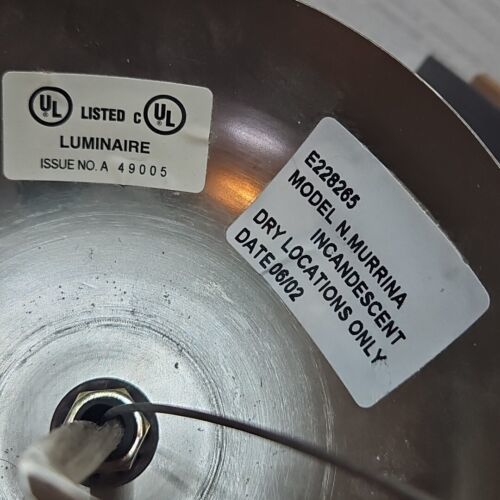 UL LISTED C UL
LUMINAIRE
ISSUE NO. A 49005
E228265
MODEL N.MURRINA
INCANDESCENT
DRY LOCATIONS ONLY
DATE 06/02